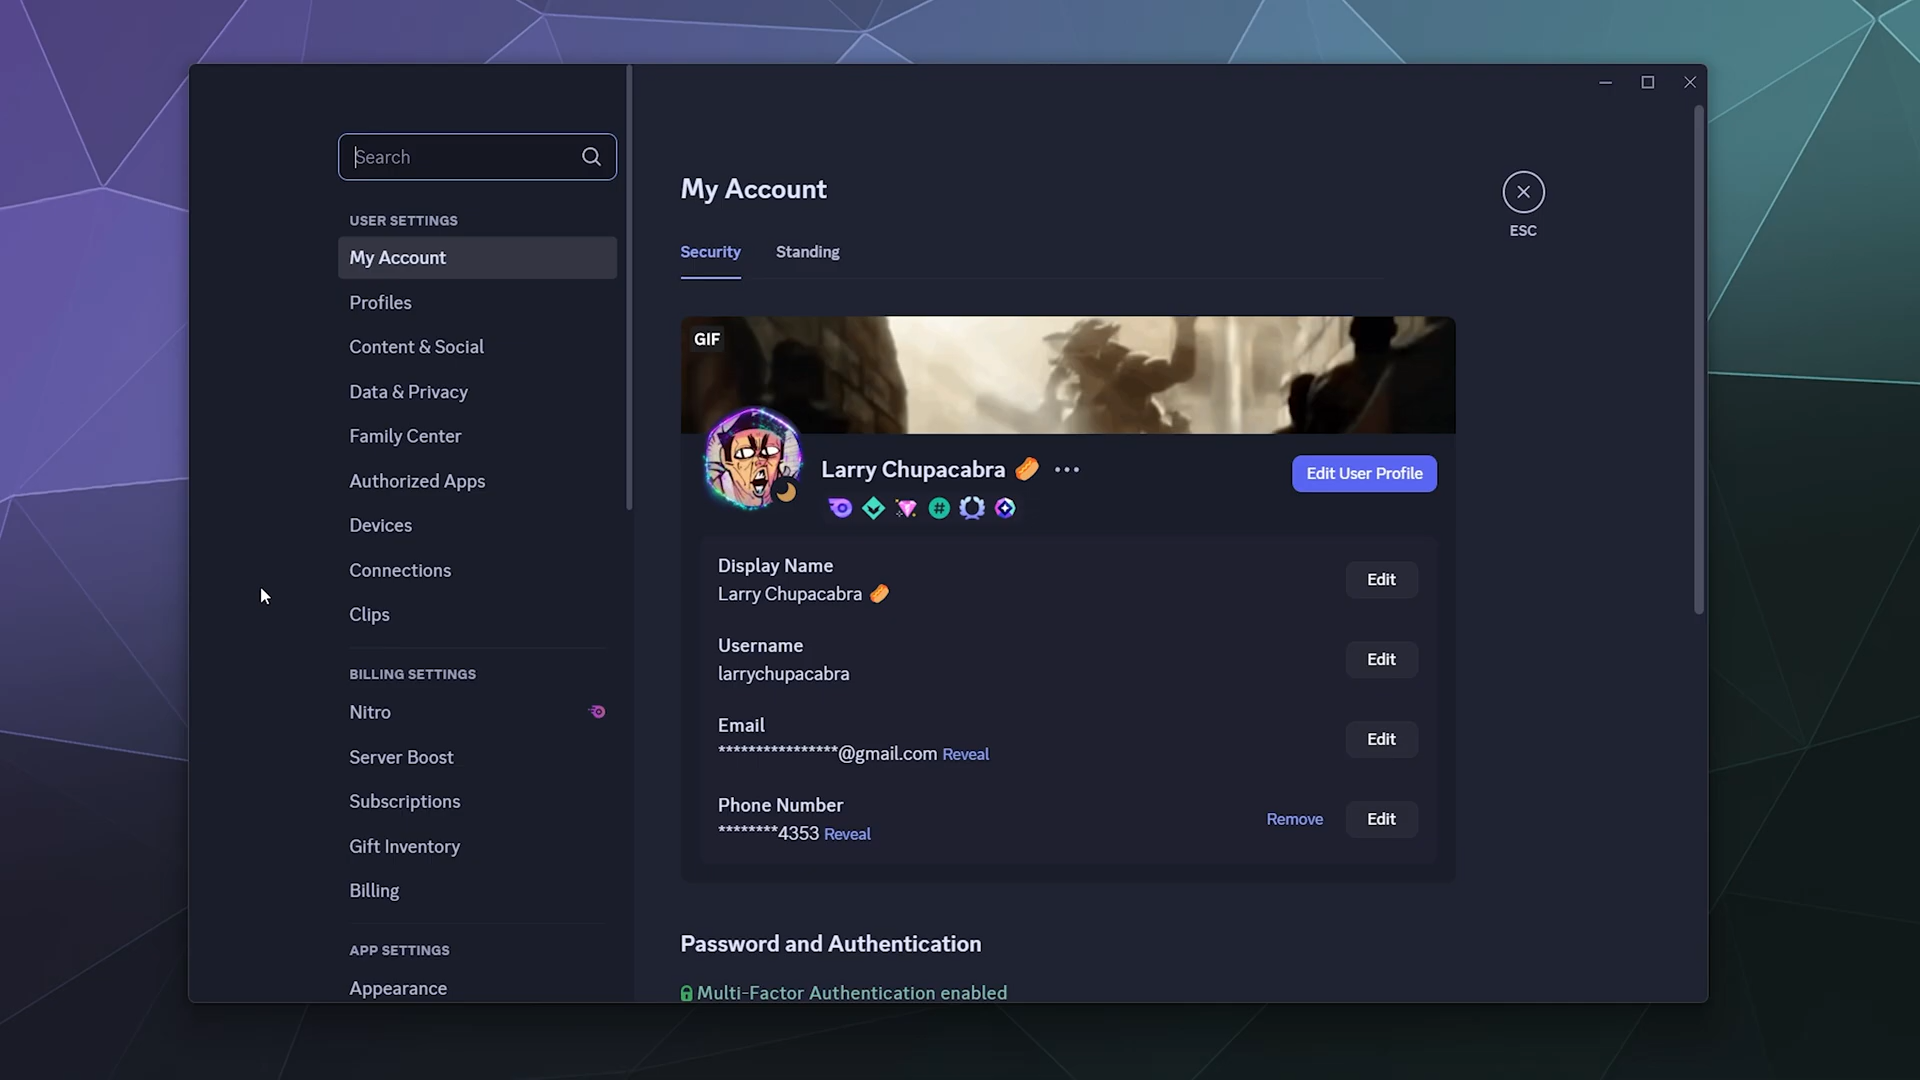 Search
USER SETTINGS
My Account
Profiles
Content & Social
Data & Privacy
Family Center
Authorized Apps
Devices
Connections
Clips
BILLING SETTINGS
Nitro
Server Boost
Subscriptions
Gift Inventory
Billing
APP SETTINGS
Appearance
My Account
ESC
Security Standing
GIF
Larry Chupacabra 🌭
Edit User Profile
Display Name
Larry Chupacabra 🌭
Edit
Username
larrychupacabra
Edit
Email
****************@gmail.com Reveal
Edit
Phone Number
********4353 Reveal
Remove Edit
Password and Authentication
Multi-Factor Authentication enabled